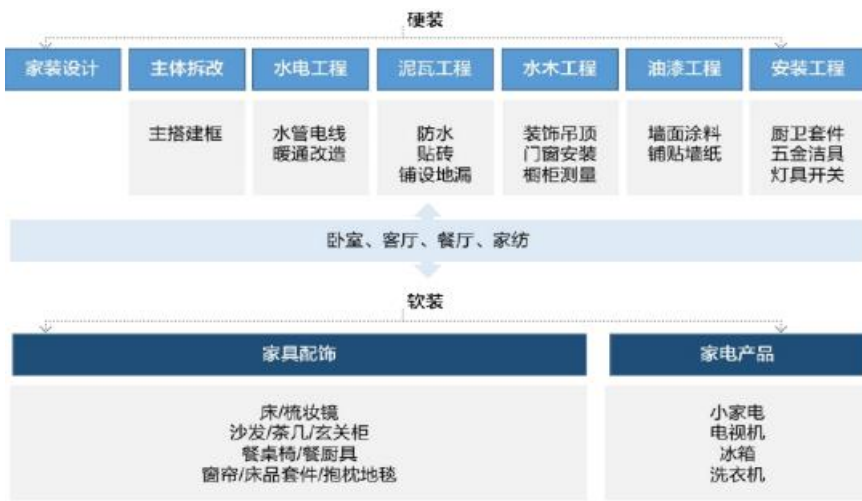 硬装
家装设计
主体拆改
水电工程
泥瓦工程
水木工程
油漆工程
安装工程
主搭建框
水管电线
暖通改造
防水
贴砖
铺设地漏
装饰吊顶
门窗安装
橱柜测量
墙面涂料
铺贴墙纸
厨卫套件
五金洁具
灯具开关
卧室、客厅、餐厅、家纺
软装
家具配饰
家电产品
床/梳妆镜
沙发/茶几/玄关柜
餐桌椅/餐厨具
窗帘/床品套件/抱枕地毯
小家电
电视机
冰箱
洗衣机